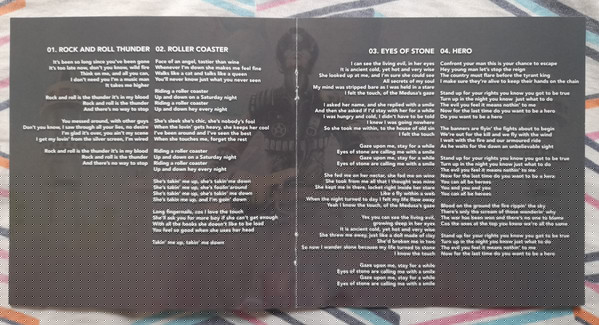 01. ROCK AND ROLL THUNDER
It's been so long since you've been gone
It's too late now, don't you know, wild fire
Think on me, and all you can,
I don't need you I'm a music man
It takes me higher
Rock and roll is the thunder it's in my blood
Rock and roll is the thunder
And there's no way to stop
You messed around, with other guys
Don't you know, I saw through all your lies, no desire
I'm glad it's over, you ain't my scene
I got my lovin' from the silver screen, I'm wired
Rock and roll is the thunder it's in my blood
Rock and roll is the thunder
And there's no way to stop
02. ROLLER COASTER
Face of an angel, tastier than wine
Whenever I'm down she makes me feel fine
Walks like a cat and talks like a queen
You'll never know just what you never seen
Riding a roller coaster
Up and down on a Saturday night
Riding a roller coaster
Up and down hey every night
She's sleek she's chic, she's nobody's fool
When the lovin' gets heavy, she keeps her cool
I've been around and I've seen the best
When she touches me, forget the rest
Riding a roller coaster
Up and down on a Saturday night
Riding a roller coaster
Up and down hey every night
She's takin' me up, she's takin' me down
She's takin' me up, she's foolin' around
She's takin' me up, she's takin' me down
She's takin' me up, and I'm goin' down
Long fingernails, cos I love the touch
She'll ask you for more boy if she can't get enough
With all the hooks she doesn't like to be lead
You feel so good when she uses her head
Takin' me up, takin' me down
03. EYES OF STONE
I can see the living evil, in her eyes
It is ancient cold, yet hot and very wise
She looked up at me, and I'm sure she could see
All secrets of my soul
My mind was stripped bare as I was held in a stare
I felt the touch, of the Medusa's gaze
I asked her name, and she replied with a smile
And then she asked if I'd stay with her for a while
I was hungry and cold, I didn't have to be told
I knew I was going nowhere
So she took me within, to the house of old sin
I felt the touch
Gaze upon me, stay for a while
Eyes of stone are calling me with a smile
Gaze upon me, stay for a while
Eyes of stone are calling me with a smile
She fed me on her nectar, she fed me on wine
She took from me all that I thought was mine
She kept me in there, locket right inside her stare
Like a fly within a web
When the night turned to day I felt my life flow away
Yeah I know the touch, of the Medusa's gaze
Yes you can see the living evil,
growing deep in her eyes
It is ancient cold, yet hot and very wise
She threw me away, just like a doll made of clay
She'd broken me in two
So now I wander alone because my life turned to stone
I know the touch
Gaze upon me, stay for a while
Eyes of stone are calling me with a smile
Gaze upon me, stay for a while
Eyes of stone are calling me with a smile
04. HERO
Confront your man this is your chance to escape
Hey young man let's stop the reign
The country must flare before the tyrant king
I make sure they're alive to keep their hands on the chain
Stand up for your rights you know you got to be true
Turn up in the night you know just what to do
The evil you feel it means nothin' to me
Now for the last time do you want to be a hero
Do you want to be a hero
The banners are flyin' the fights about to begin
We're out for the kill and we fly with the wind
I wait with the fire and our armoured ride
As he waits for the dawn an unbelievable sight
Stand up for your rights you know you got to be true
Turn up in the night you know just what to do
The evil you feel it means nothin' to me
Now for the last time do you want to be a hero
You can all be heroes
You and you and you
You can all be heroes.
Blood on the ground the fire rippin' the sky
There's only the scream of those wonderin' why
The war has been won and there's no one to blame
Cus the ones at the top you know we're all the same
Stand up for your rights you know you got to be true
Turn up in the night you know just what to do
The evil you feel it means nothin' to me
Now for the last time do you want to be a hero